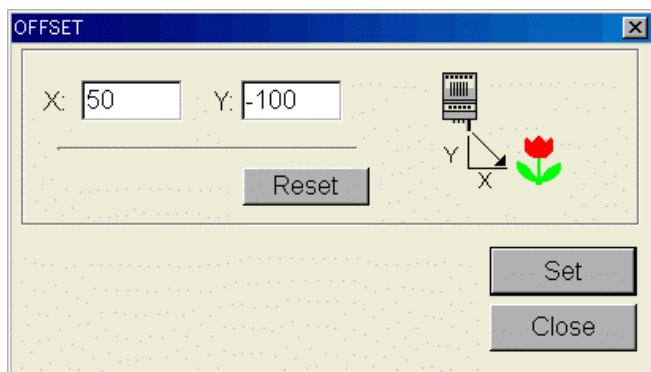 OFFSET
X: 50 Y: -100
Y
X
Reset
Set
Close